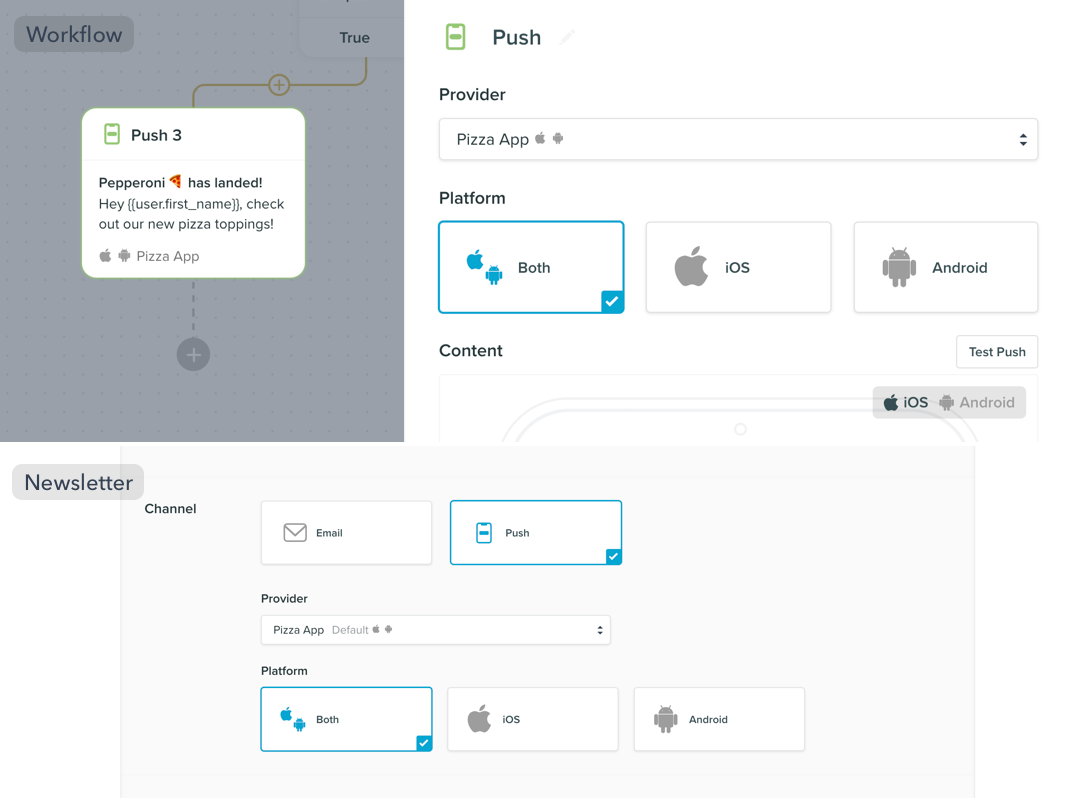 Workflow
True
Push 3
Pepperoni 🍕 has landed!
Hey {{user.first_name}}, check
out our new pizza toppings!
Pizza App
Push
Provider
Pizza App
Platform
Both
iOS
Android
Content
Test Push
iOS Android
Newsletter
Channel
Email
Push
Provider
Pizza App Default
Platform
Both
iOS
Android